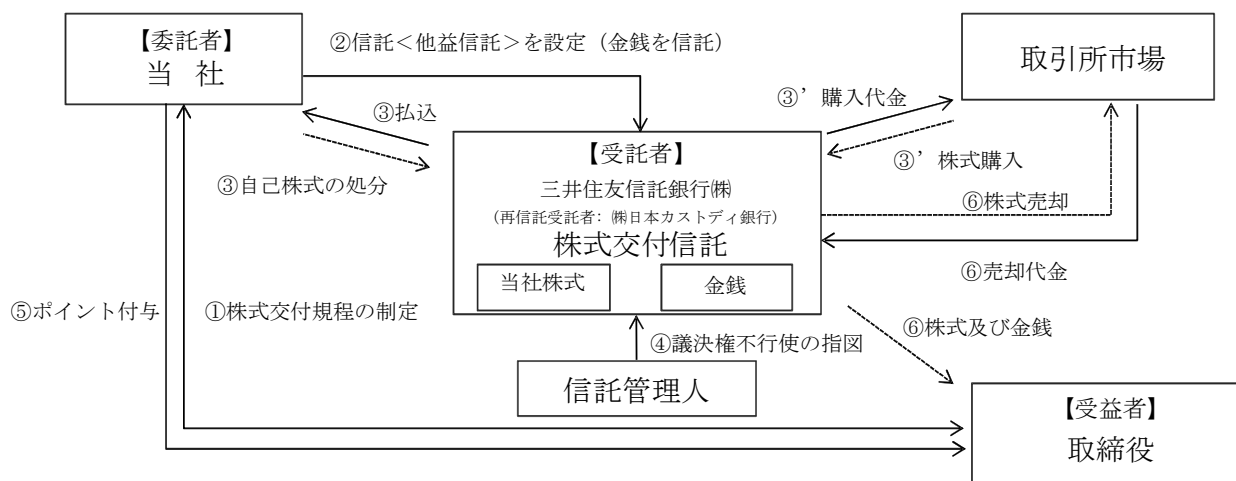 【委託者】
当 社
②信託<他益信託>を設定(金銭を信託)
取引所市場
③払込
③自己株式の処分
③’購入代金
③’株式購入
【受託者】
三井住友信託銀行㈱
(再信託受託者:㈱日本カストディ銀行)
株式交付信託
当社株式
金銭
⑥株式売却
⑥売却代金
⑤ポイント付与
①株式交付規程の制定
④議決権不行使の指図
⑥株式及び金銭
信託管理人
【受益者】
取締役